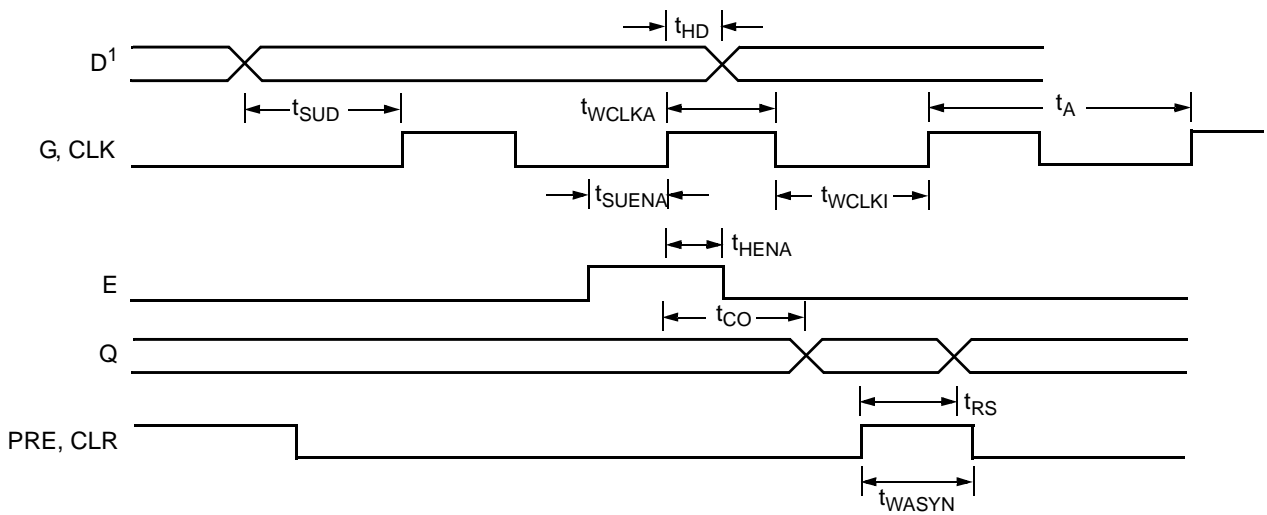 tHD
D1
tSUD
tWCLKA
tA
G, CLK
tSUENA
tWCLKI
tHENA
E
tCO
Q
tRS
PRE, CLR
tWASYN